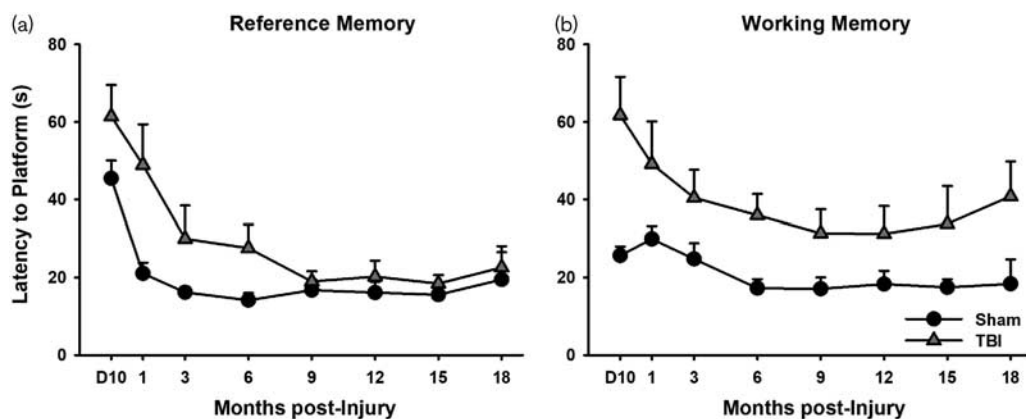 (a)
Reference Memory
(b)
Working Memory
Latency to Platform (s)
80
60
40
20
0
80
60
40
20
0
Sham
TBI
D10 1 3 6 9 12 15 18
D10 1 3 6 9 12 15 18
Months post-Injury
Months post-Injury